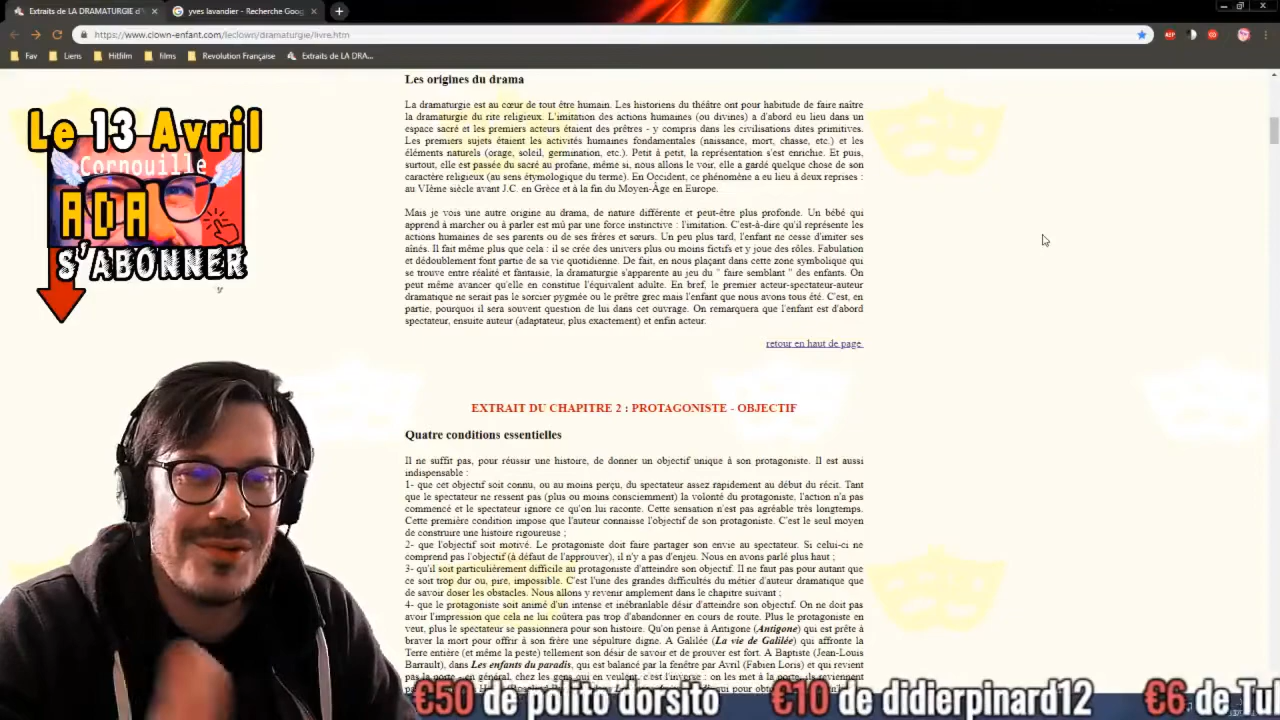 Extraits de LA DRAMATURGIE d'
yves lavandier - Recherche Goog
https://www.clown-enfant.com/leclown/dramaturgie/livre.htm
Fav
Liens
Hitfilm
films
Revolution Française
Extraits de LA DRA...
Les origines du drama
La dramaturgie est au cœur de tout être humain. Les historiens du théâtre ont pour habitude de faire naître
la dramaturgie du rite religieux. L'imitation des actions humaines (ou divines) a d'abord eu lieu dans un
espace sacré et les premiers acteurs étaient des prêtres - y compris dans les civilisations dites primitives.
Les premiers sujets étaient les activités humaines fondamentales (naissance, mort, chasse, etc.) et les
éléments naturels (orage, soleil, germination, etc.). Petit à petit, la représentation s'est enrichie. Et puis,
surtout, elle est passée du sacré au profane, même si, nous allons le voir, elle a gardé quelque chose de son
caractère religieux (au sens étymologique du terme). En Occident, ce phénomène a eu lieu à deux reprises :
au VIème siècle avant J.C. en Grèce et à la fin du Moyen-Âge en Europe.
Mais je vois une autre origine au drama, de nature différente et peut-être plus profonde. Un bébé qui
apprend à marcher ou à parler est mû par une force instinctive : l'imitation. C'est-à-dire qu'il représente les
actions humaines de ses parents ou de ses frères et sœurs. Un peu plus tard, l'enfant ne cesse d'imiter ses
aînés. Il fait même plus que cela : il se crée des univers plus ou moins fictifs et y joue des rôles. Fabulation
et dédoublement font partie de sa vie quotidienne. De fait, en nous plaçant dans cette zone symbolique qui
se trouve entre réalité et fantaisie, la dramaturgie s'apparente au jeu du " faire semblant " des enfants. On
peut même avancer qu'elle en constitue l'équivalent adulte. En bref, le premier acteur-spectateur-auteur
dramatique ne serait pas le sorcier pygmée ou le prêtre grec mais l'enfant que nous avons tous été. C'est, en
partie, pourquoi il sera souvent question de lui dans cet ouvrage. On remarquera que l'enfant est d'abord
spectateur, ensuite auteur (adaptateur, plus exactement) et enfin acteur.
retour en haut de page
EXTRAIT DU CHAPITRE 2 : PROTAGONISTE - OBJECTIF
Quatre conditions essentielles
Il ne suffit pas, pour réussir une histoire, de donner un objectif unique à son protagoniste. Il est aussi
indispensable :
1- que cet objectif soit connu, ou au moins perçu, du spectateur assez rapidement au début du récit. Tant
que le spectateur ne ressent pas (plus ou moins consciemment) la volonté du protagoniste, l'action n'a pas
commencé et le spectateur ignore ce qu'on lui raconte. Cette sensation n'est pas agréable très longtemps.
Cette première condition impose que l'auteur connaisse l'objectif de son protagoniste. C'est le seul moyen
de construire une histoire rigoureuse ;
2- que l'objectif soit motivé. Le protagoniste doit faire partager son envie au spectateur. Si celui-ci ne
comprend pas l'objectif (à défaut de l'approuver), il n'y a pas d'enjeu. Nous en avons parlé plus haut ;
3- qu'il soit particulièrement difficile au protagoniste d'atteindre son objectif. Il ne faut pas pour autant que
ce soit trop dur ou, pire, impossible. C'est l'une des grandes difficultés du métier d'auteur dramatique que
de savoir doser les obstacles. Nous allons y revenir amplement dans le chapitre suivant ;
4- que le protagoniste soit animé d'un intense et inébranlable désir d'atteindre son objectif. On ne doit pas
avoir l'impression que cela ne lui coûtera pas trop d'abandonner en cours de route. Plus le protagoniste en
veut, plus le spectateur se passionnera pour son histoire. Qu'on pense à Antigone (Antigone) qui est prête à
braver la mort pour offrir à son frère une sépulture digne. A Galilée (La vie de Galilée) qui affronte la
Terre entière (et même la peste) tellement son désir de savoir et de prouver est fort. A Baptiste (Jean-Louis
Barrault), dans Les enfants du paradis, qui est balancé par la fenêtre par Avril (Fabien Loris) et qui revient
pas la porte - en général, chez les gens qui en veulent, c'est l'inverse : on les met à la porte, ils reviennent
Le 13 Avril
Cornouille
ADA
S'ABONNER
€50 de polito dorsito €10 de didierpinard12 €6 de Tul